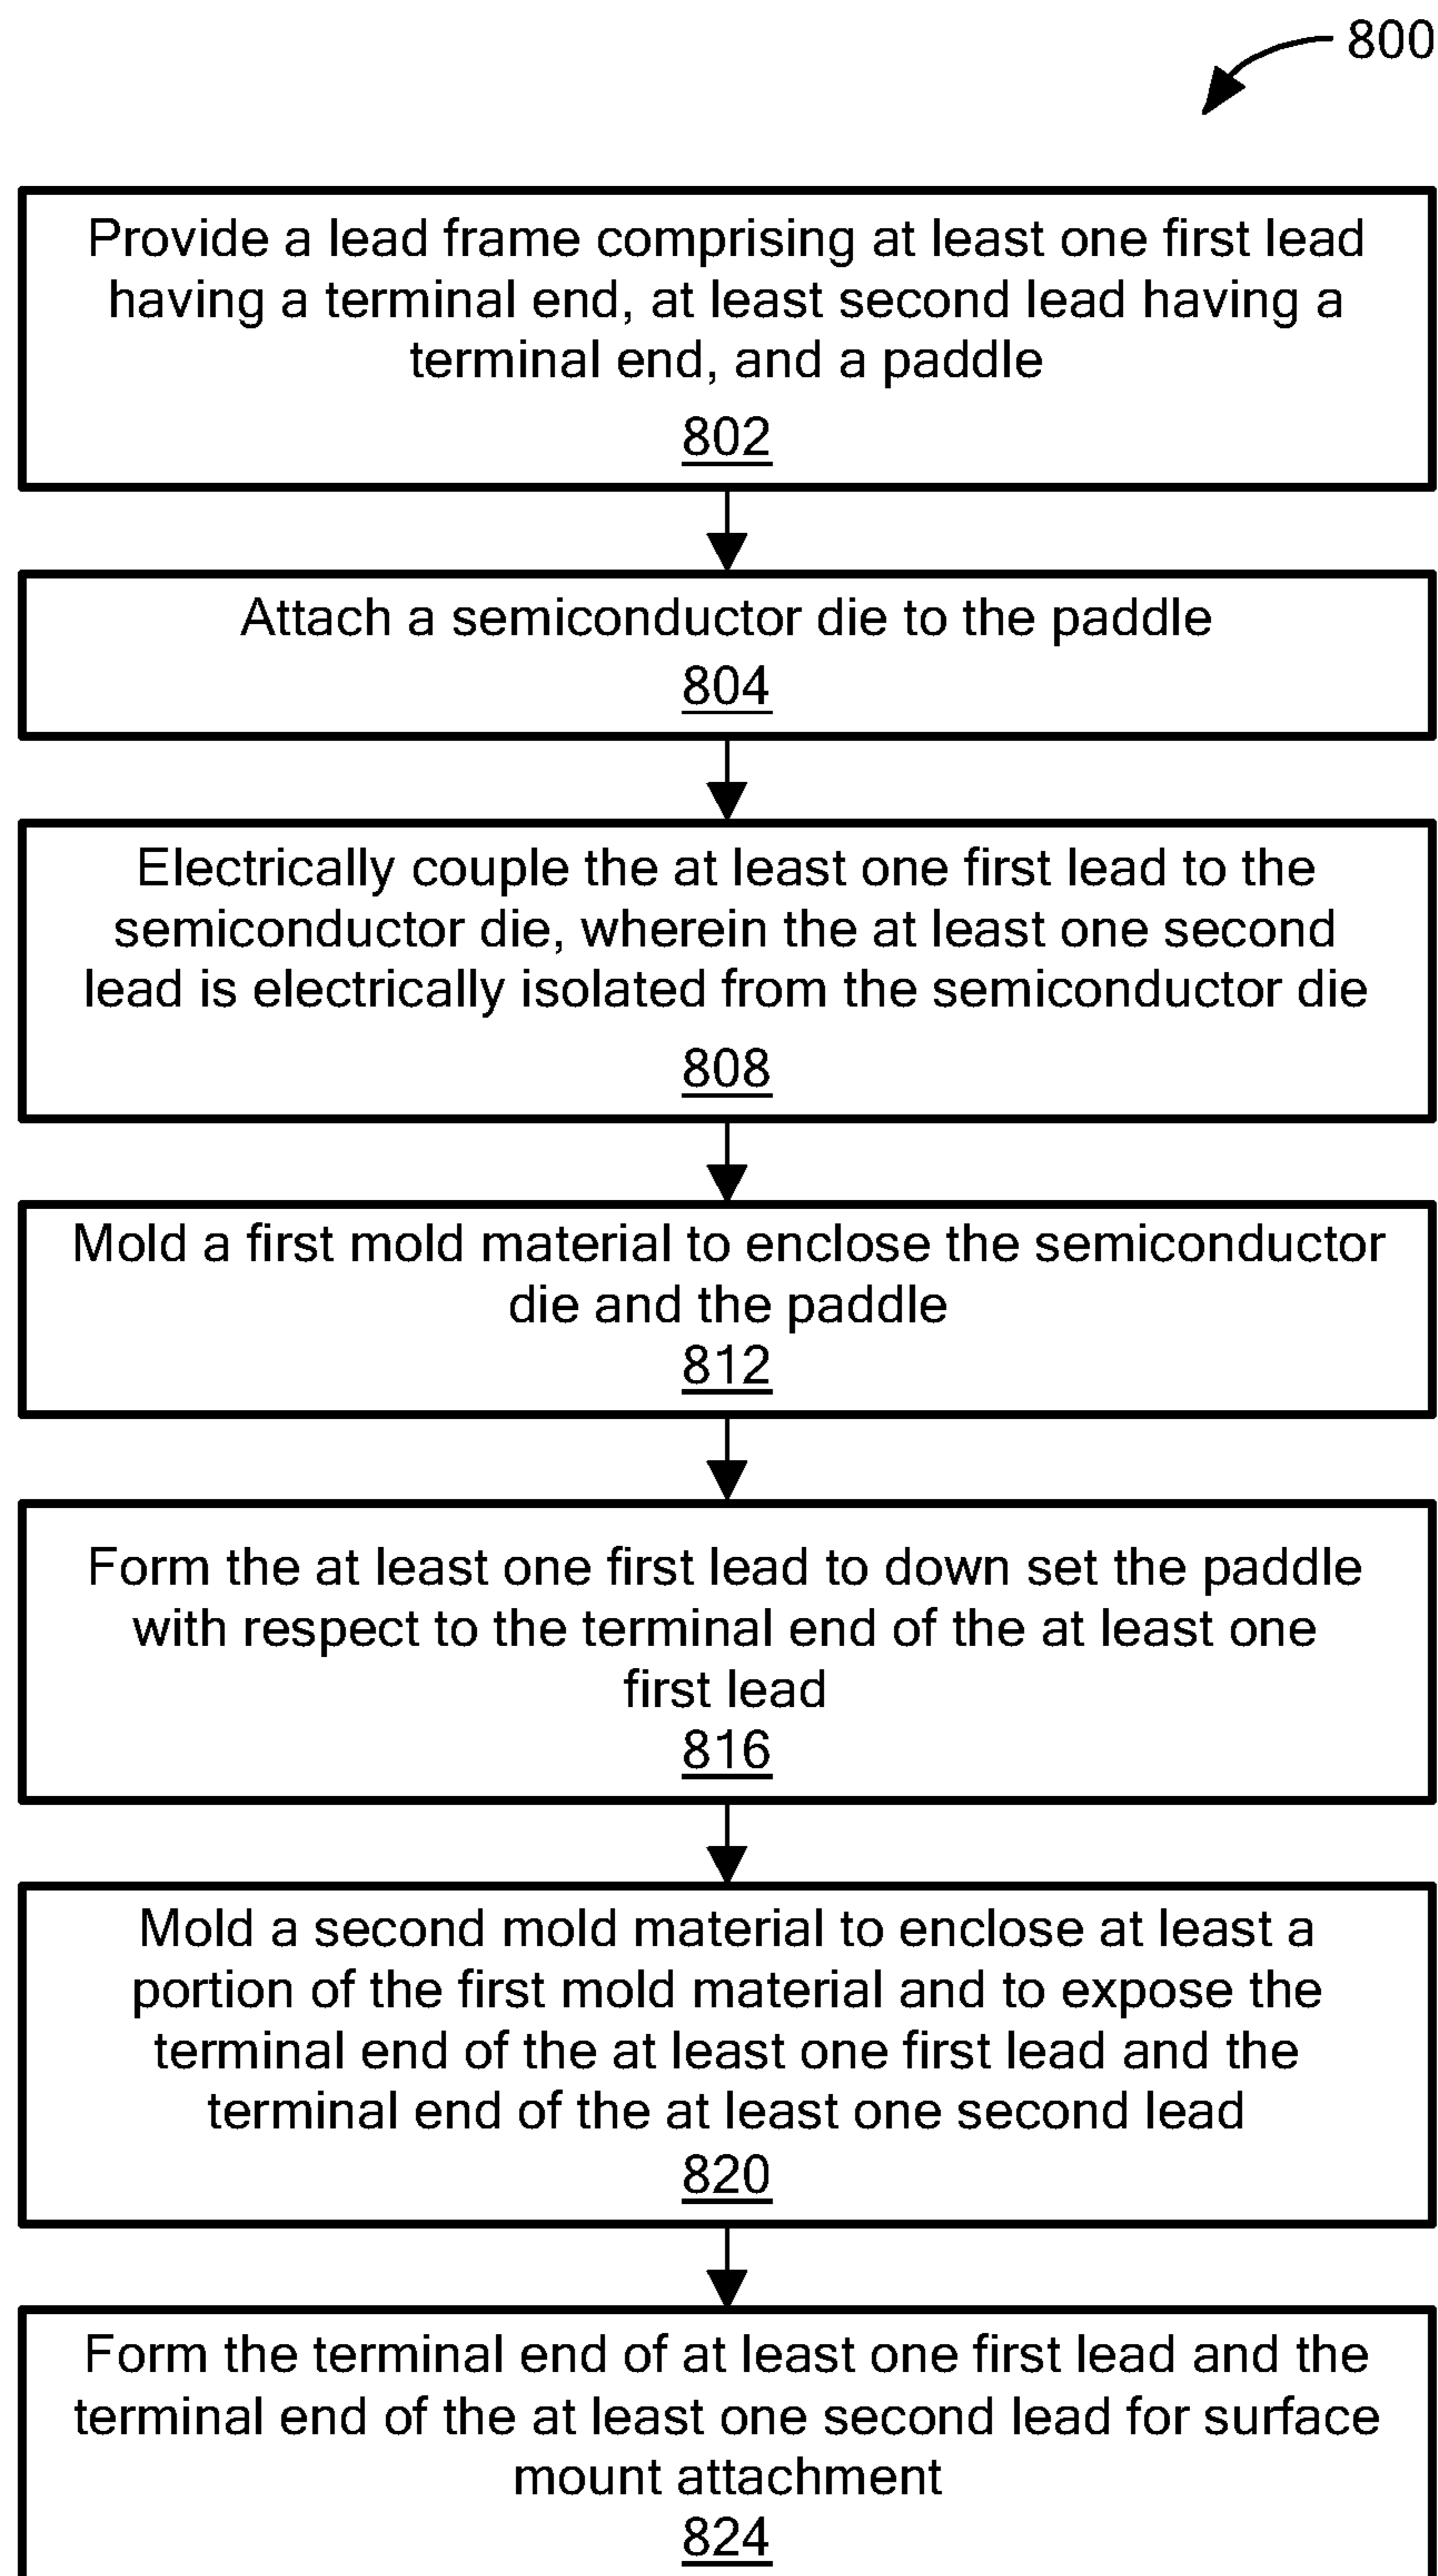 800
Provide a lead frame comprising at least one first lead
having a terminal end, at least second lead having a
terminal end, and a paddle
802
Attach a semiconductor die to the paddle
804
Electrically couple the at least one first lead to the
semiconductor die, wherein the at least one second
lead is electrically isolated from the semiconductor die
808
Mold a first mold material to enclose the semiconductor
die and the paddle
812
Form the at least one first lead to down set the paddle
with respect to the terminal end of the at least one
first lead
816
Mold a second mold material to enclose at least a
portion of the first mold material and to expose the
terminal end of the at least one first lead and the
terminal end of the at least one second lead
820
Form the terminal end of at least one first lead and the
terminal end of the at least one second lead for surface
mount attachment
824